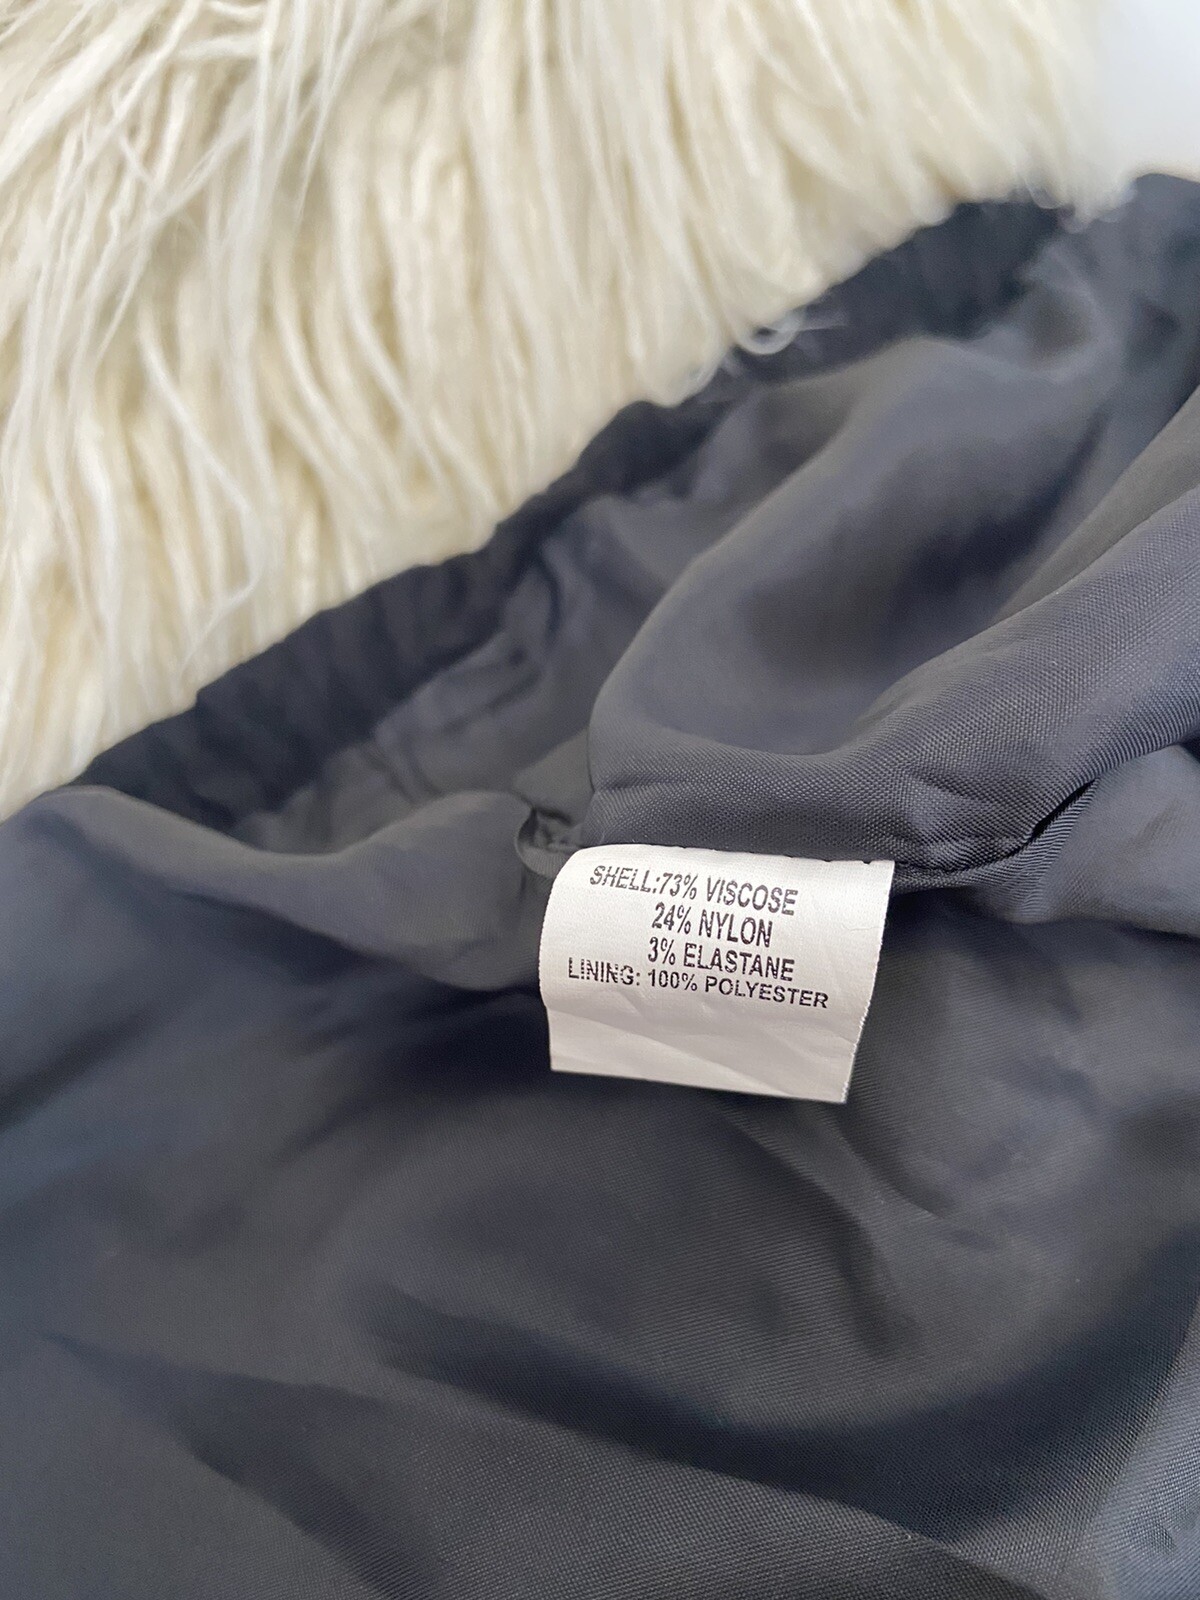 SHELL:73% VISCOSE
24% NYLON
3% ELASTANE
LINING: 100% POLYESTER